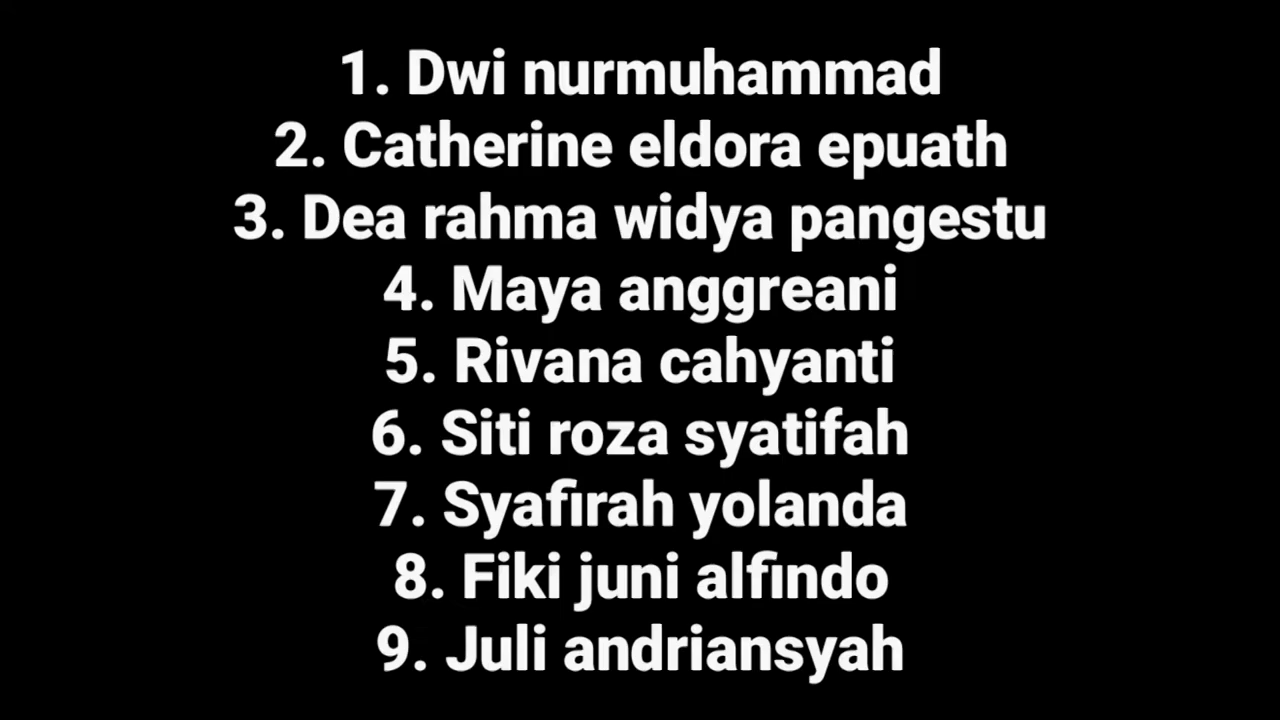 1. Dwi nurmuhammad
2. Catherine eldora epuath
3. Dea rahma widya pangestu
4. Maya anggreani
5. Rivana cahyanti
6. Siti roza syatifah
7. Syafirah yolanda
8. Fiki juni alfindo
9. Juli andriansyah